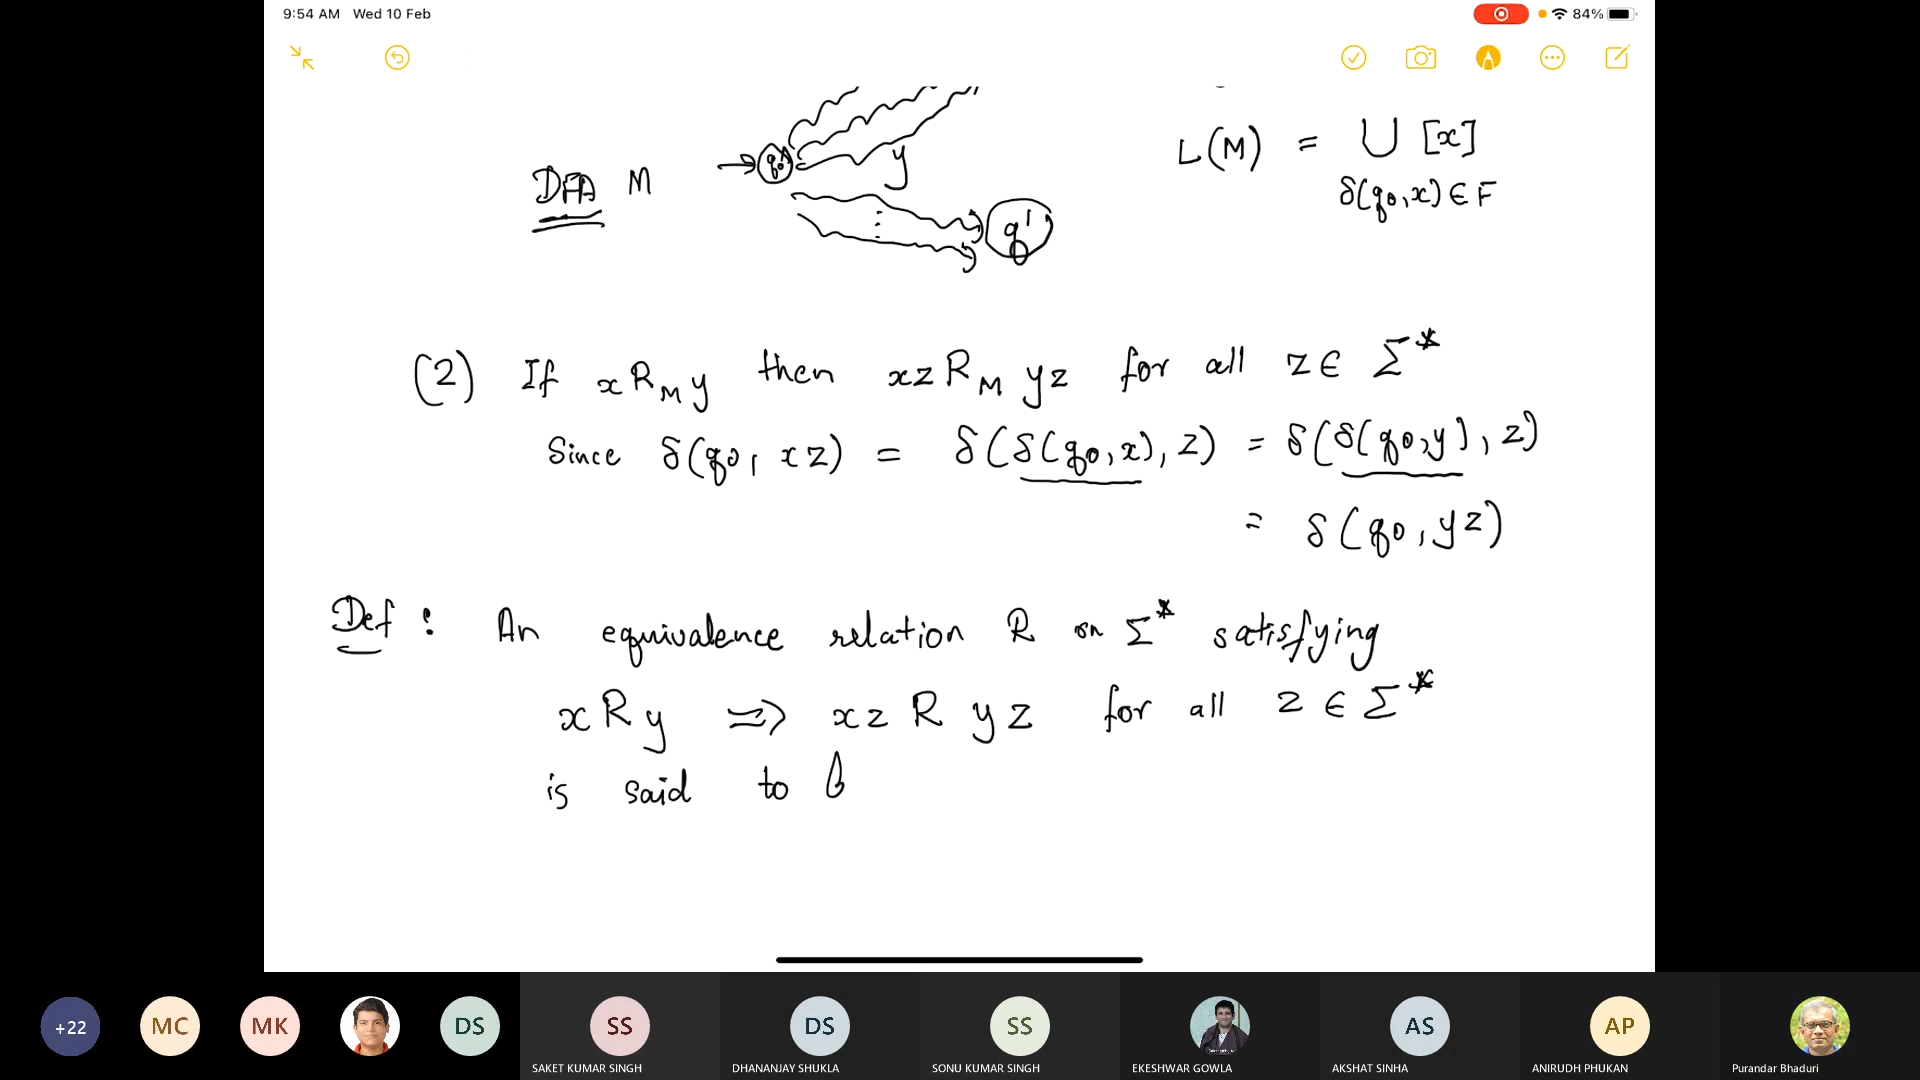 9:54 AM Wed 10 Feb
84%
L(M) = ∪ [x]
δ(q0, x) ∈ F
DFA M
q0
y
q'
(2) If x R_M y then xz R_M yz for all z ∈ Σ*
Since δ(q0, xz) = δ(δ(q0, x), z) = δ(δ(q0, y), z)
= δ(q0, yz)
Def : An equivalence relation R on Σ* satisfying
x R y ⇒ xz R yz for all z ∈ Σ*
is said to b
+22 MC MK DS SS DS SS AS AP
SAKET KUMAR SINGH DHANANJAY SHUKLA SONU KUMAR SINGH EKESHWAR GOWLA AKSHAT SINHA ANIRUDH PHUKAN Purandar Bhaduri